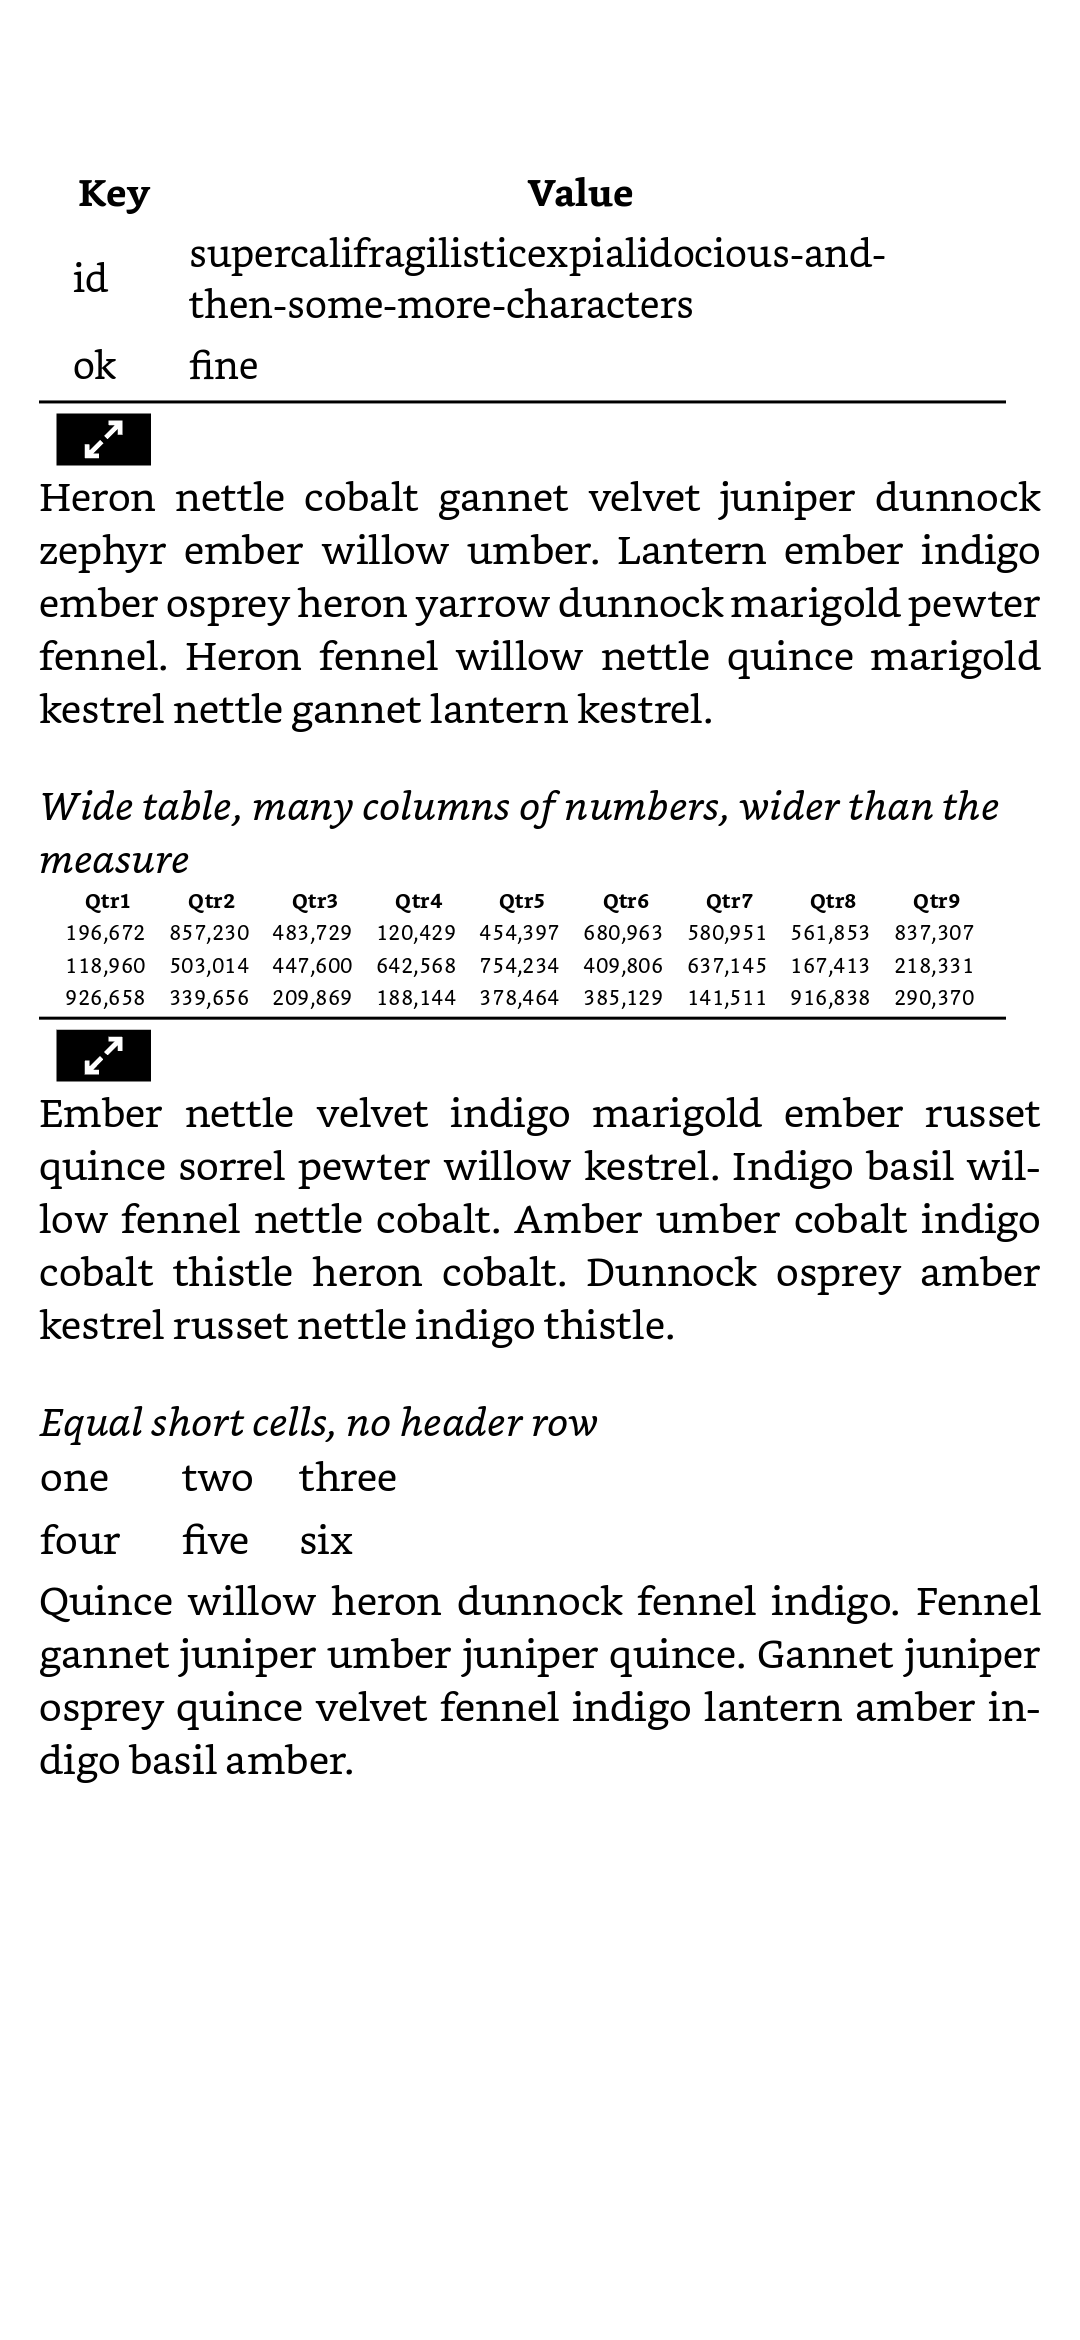 Key Value
id supercalifragilisticexpialidocious-and-
then-some-more-characters
ok fine
Heron nettle cobalt gannet velvet juniper dunnock
zephyr ember willow umber. Lantern ember indigo
ember osprey heron yarrow dunnock marigold pewter
fennel. Heron fennel willow nettle quince marigold
kestrel nettle gannet lantern kestrel.
Wide table, many columns of numbers, wider than the
measure
Qtr1 Qtr2 Qtr3 Qtr4 Qtr5 Qtr6 Qtr7 Qtr8 Qtr9
196,672 857,230 483,729 120,429 454,397 680,963 580,951 561,853 837,307
118,960 503,014 447,600 642,568 754,234 409,806 637,145 167,413 218,331
926,658 339,656 209,869 188,144 378,464 385,129 141,511 916,838 290,370
Ember nettle velvet indigo marigold ember russet
quince sorrel pewter willow kestrel. Indigo basil wil-
low fennel nettle cobalt. Amber umber cobalt indigo
cobalt thistle heron cobalt. Dunnock osprey amber
kestrel russet nettle indigo thistle.
Equal short cells, no header row
one two three
four five six
Quince willow heron dunnock fennel indigo. Fennel
gannet juniper umber juniper quince. Gannet juniper
osprey quince velvet fennel indigo lantern amber in-
digo basil amber.